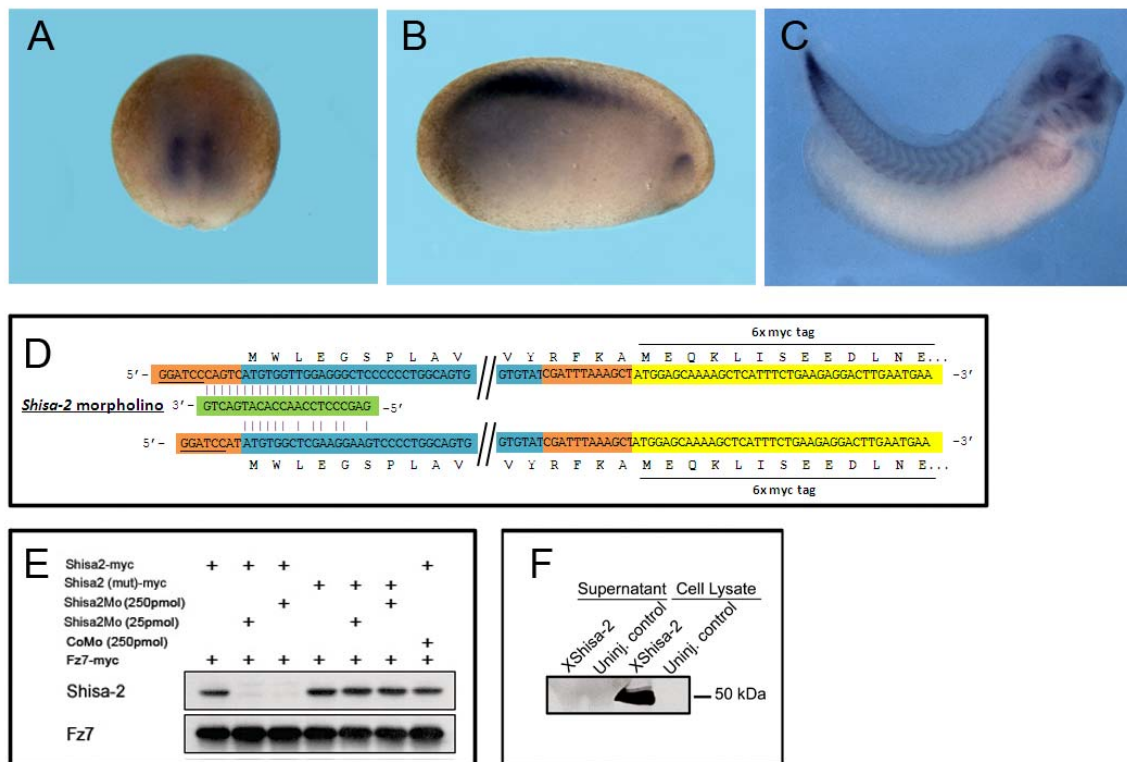 A
B
C
D
6x myc tag
M W L E G S P L A V V Y R F K A M E Q K L I S E E D L N E...
5'- GGATCCCAGTCATGTGGTTGGAGGGCTCCCCCCTGGCAGTG // GTGTATCGATTTAAAGCTATGGAGCAAAAGCTCATTTCTGAAGAGGACTTGAATGAA -3'
Shisa-2 morpholino 3'- GTCAGTACACCAACCTCCCGAG -5'
5'- GGATCCATATGTGGCTCGAAGGAAGTCCCCTGGCAGTG // GTGTATCGATTTAAAGCTATGGAGCAAAAGCTCATTTCTGAAGAGGACTTGAATGAA -3'
M W L E G S P L A V V Y R F K A M E Q K L I S E E D L N E...
6x myc tag
E
Shisa2-myc + + + +
Shisa2 (mut)-myc + + +
Shisa2Mo (250pmol) + +
Shisa2Mo (25pmol) + +
CoMo (250pmol) +
Fz7-myc + + + + + + +
Shisa-2
Fz7
F
Supernatant Cell Lysate
XShisa-2 Uninj. control XShisa-2 Uninj. control
50 kDa